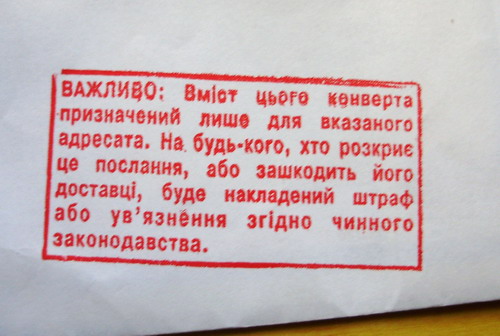 ВАЖЛИВО: Вміст цього конверта
призначений лише для вказаного
адресата. На будь-кого, хто розкриє
це послання, або зашкодить його
доставці, буде накладений штраф
або ув'язнення згідно чинного
законодавства.